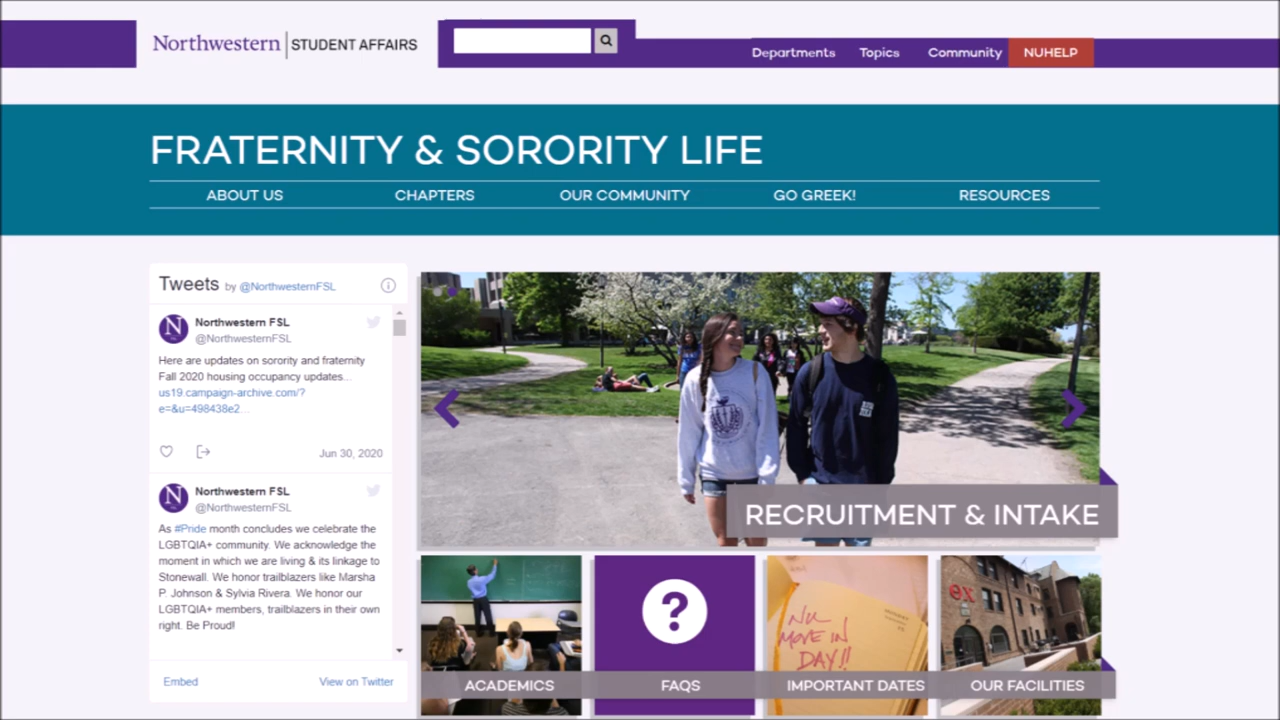 Northwestern | STUDENT AFFAIRS
Departments Topics Community NUHELP
FRATERNITY & SORORITY LIFE
ABOUT US CHAPTERS OUR COMMUNITY GO GREEK! RESOURCES
Tweets by @NorthwesternFSL
Northwestern FSL
@NorthwesternFSL
Here are updates on sorority and fraternity
Fall 2020 housing occupancy updates...
us19.campaign-archive.com/?
e=&u=498438e2...
Jun 30, 2020
Northwestern FSL
@NorthwesternFSL
As #Pride month concludes we celebrate the
LGBTQIA+ community. We acknowledge the
moment in which we are living & its linkage to
Stonewall. We honor trailblazers like Marsha
P. Johnson & Sylvia Rivera. We honor our
LGBTQIA+ members, trailblazers in their own
right. Be Proud!
Embed View on Twitter
RECRUITMENT & INTAKE
?
NU
MOVE IN
DAY!!
ΘX
ACADEMICS FAQS IMPORTANT DATES OUR FACILITIES